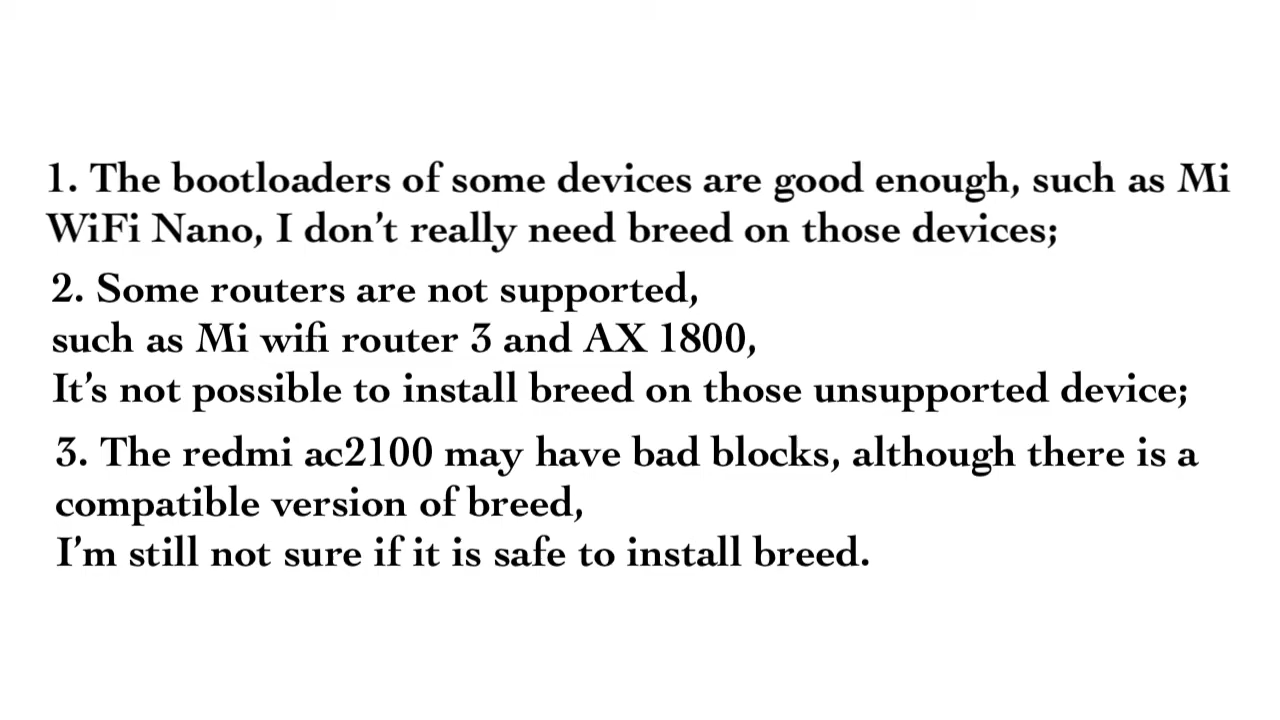 1. The bootloaders of some devices are good enough, such as Mi
WiFi Nano, I don’t really need breed on those devices;
2. Some routers are not supported,
such as Mi wifi router 3 and AX 1800,
It’s not possible to install breed on those unsupported device;
3. The redmi ac2100 may have bad blocks, although there is a
compatible version of breed,
I’m still not sure if it is safe to install breed.